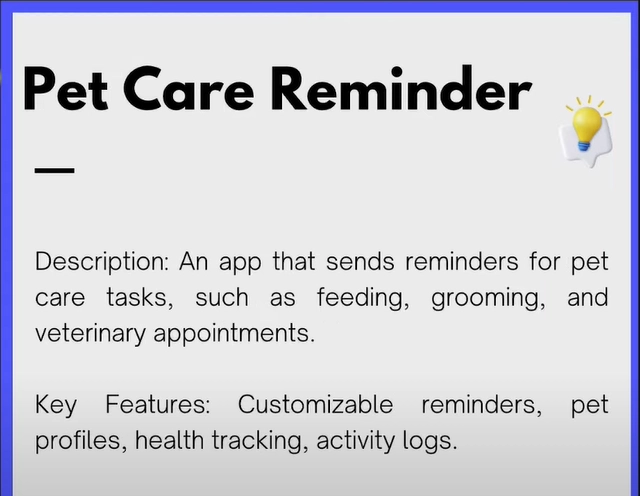 Pet Care Reminder
Description: An app that sends reminders for pet
care tasks, such as feeding, grooming, and
veterinary appointments.
Key Features: Customizable reminders, pet
profiles, health tracking, activity logs.